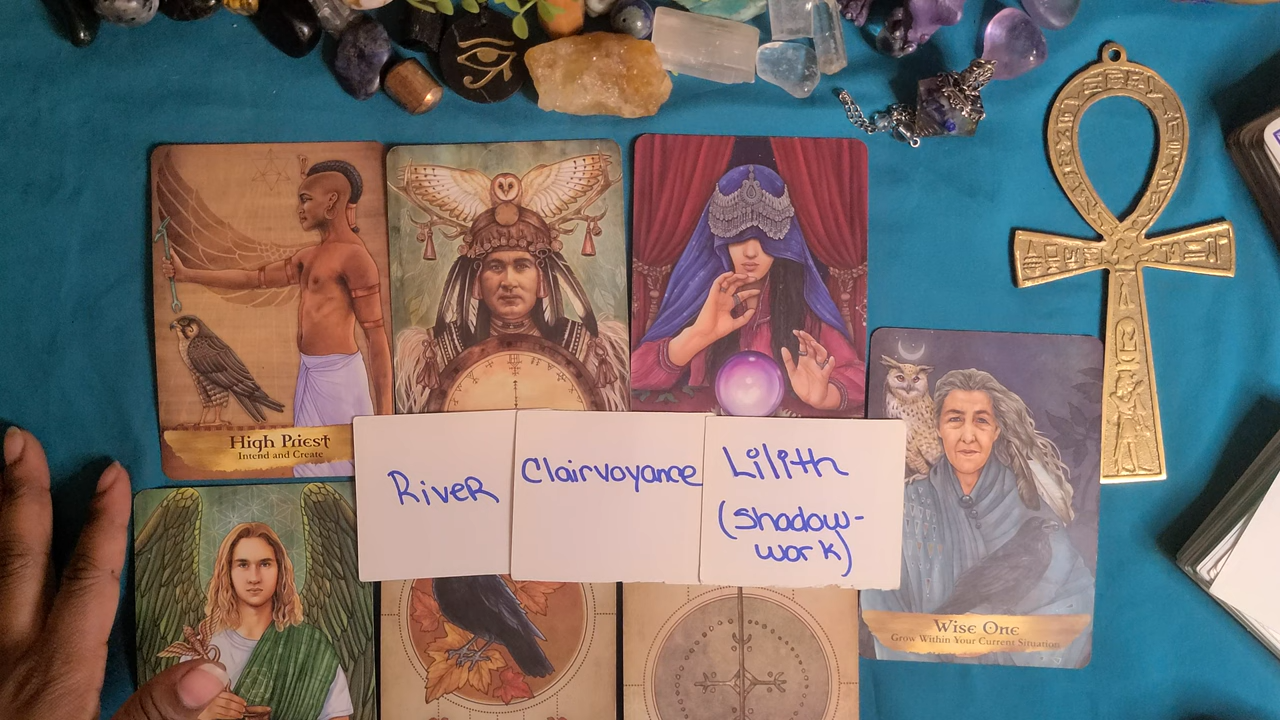 High Priest
Intend and Create
River
Clairvoyance
Lilith
(shadow-
work)
Wise One
Grow Within Your Current Situation